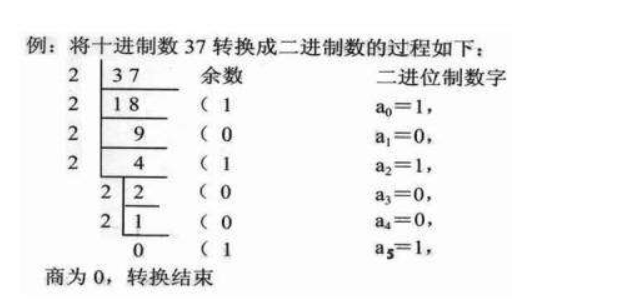 例：将十进制数 37 转换成二进制数的过程如下；
2 37 余数 二进位制数字
2 18 ( 1 a₀=1,
2 9 ( 0 a₁=0,
2 4 ( 1 a₂=1,
2 2 ( 0 a₃=0,
2 1 ( 0 a₄=0,
0 ( 1 a₅=1,
商为 0，转换结束